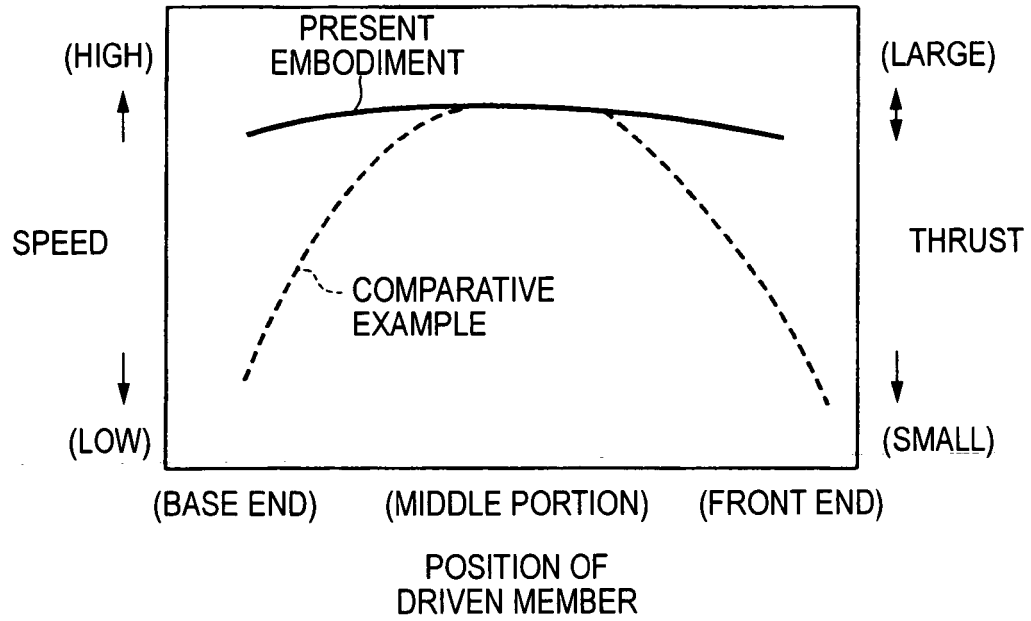 PRESENT
EMBODIMENT
(HIGH)
(LARGE)
SPEED
THRUST
COMPARATIVE
EXAMPLE
(LOW)
(SMALL)
(BASE END)
(MIDDLE PORTION)
(FRONT END)
POSITION OF
DRIVEN MEMBER